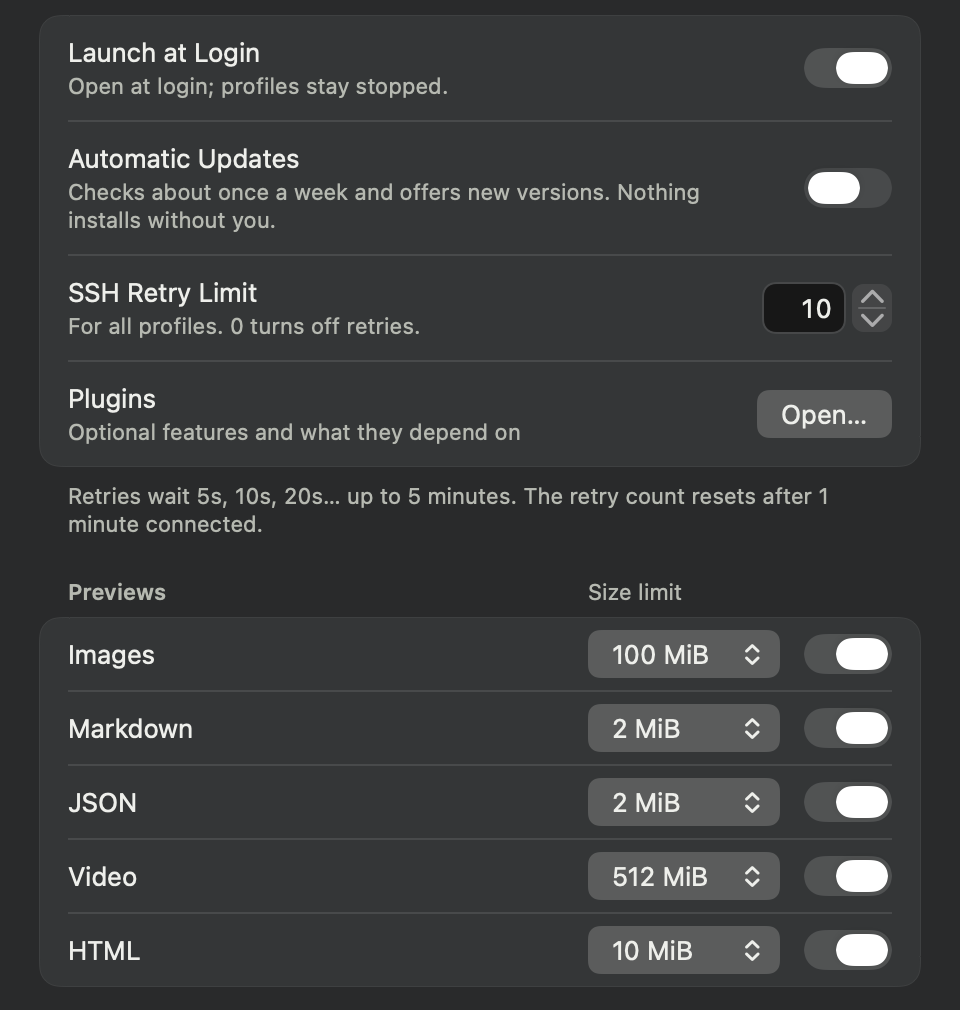 Launch at Login
Open at login; profiles stay stopped.
Automatic Updates
Checks about once a week and offers new versions. Nothing
installs without you.
SSH Retry Limit
For all profiles. 0 turns off retries.
10
Plugins
Optional features and what they depend on
Open...
Retries wait 5s, 10s, 20s... up to 5 minutes. The retry count resets after 1
minute connected.
Previews Size limit
Images 100 MiB
Markdown 2 MiB
JSON 2 MiB
Video 512 MiB
HTML 10 MiB